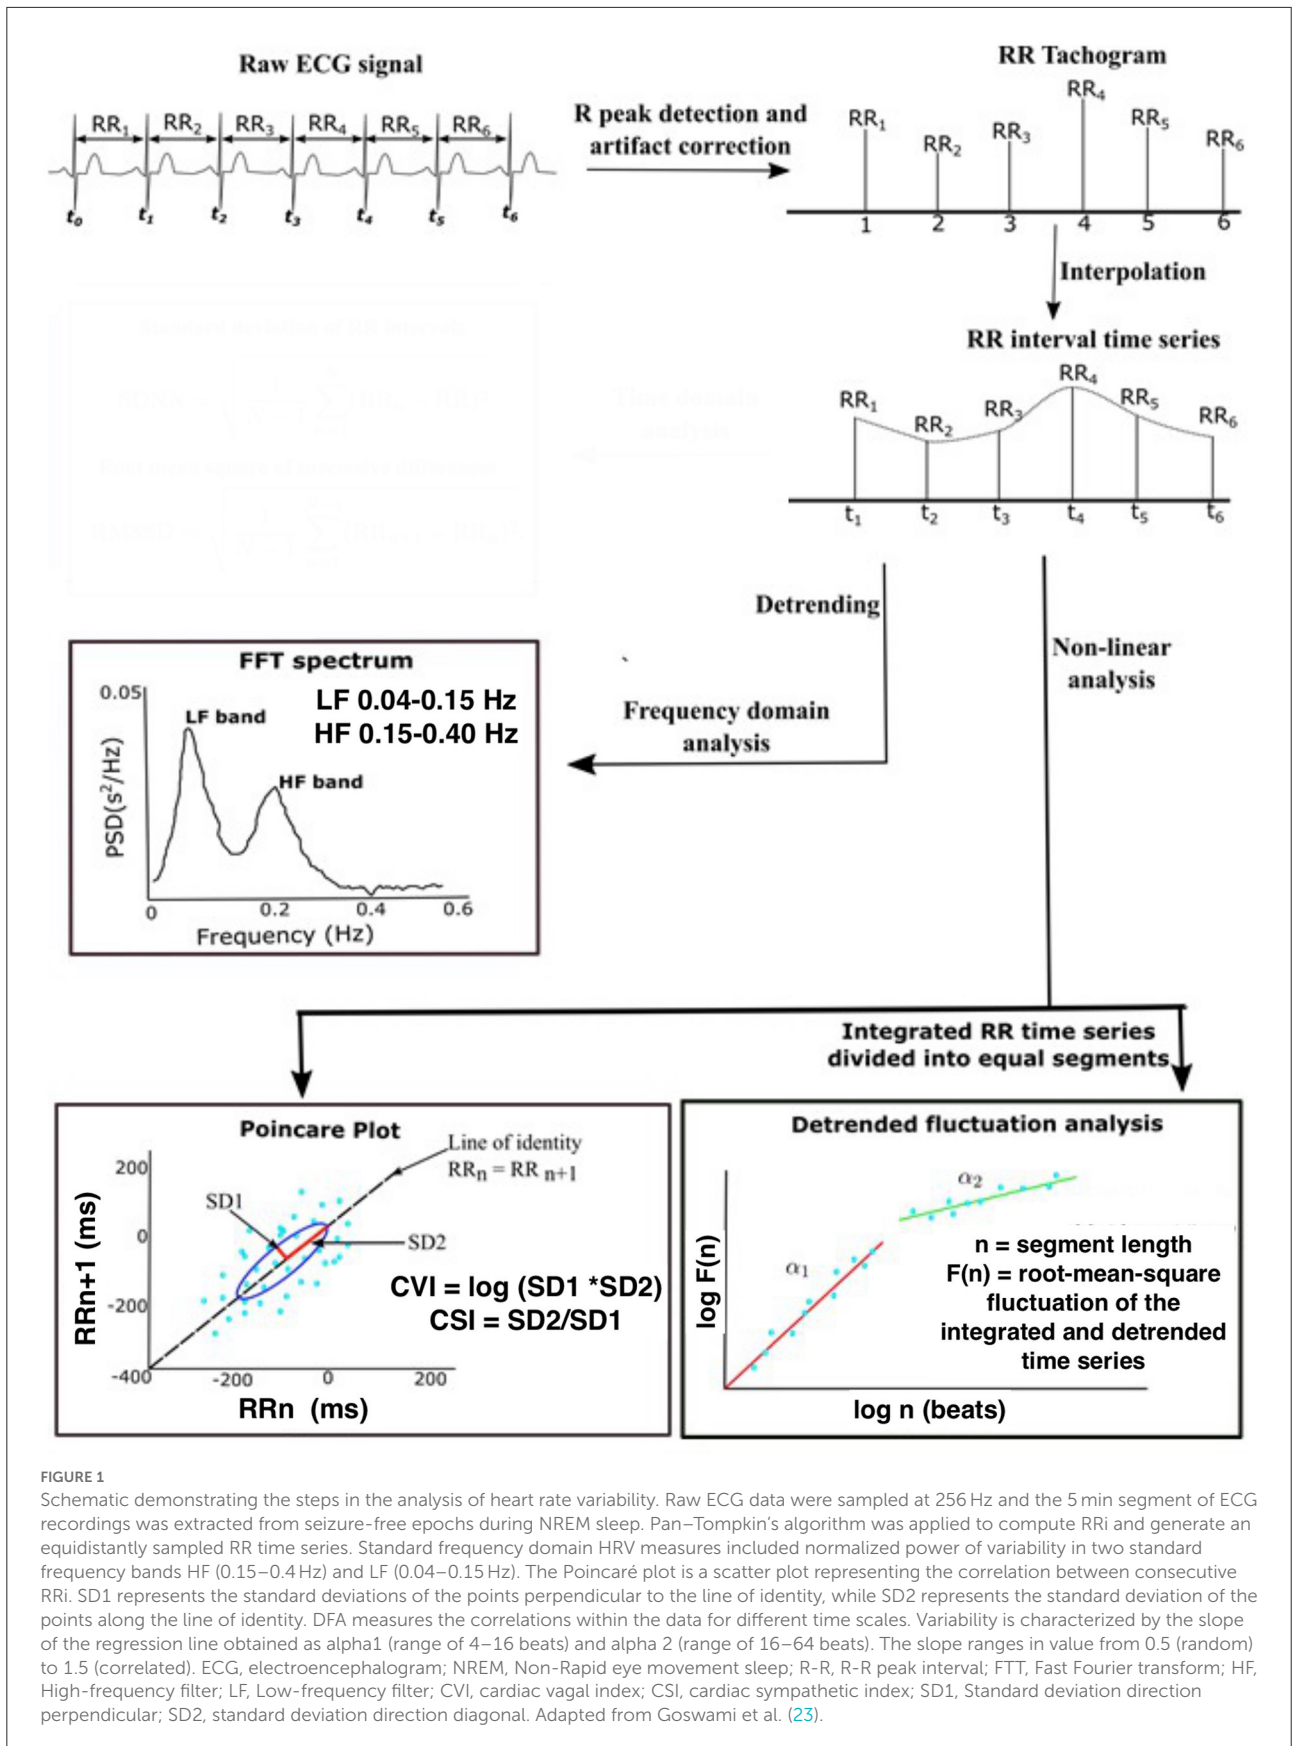 Raw ECG signal
RR1 RR2 RR3 RR4 RR5 RR6
t0 t1 t2 t3 t4 t5 t6
R peak detection and
artifact correction
RR Tachogram
RR1 RR2 RR3 RR4 RR5 RR6
1 2 3 4 5 6
Interpolation
RR interval time series
RR1 RR2 RR3 RR4 RR5 RR6
t1 t2 t3 t4 t5 t6
Standard deviation of RR intervals
Time domain
analysis
Detrending
Frequency domain
analysis
Non-linear
analysis
FFT spectrum
LF 0.04-0.15 Hz
HF 0.15-0.40 Hz
0.05
LF band
HF band
PSD(s²/Hz)
0 0.2 0.4 0.6
Frequency (Hz)
Integrated RR time series
divided into equal segments
Poincare Plot
Line of identity
RRn = RR n+1
200
0
-200
-400
SD1
SD2
RRn+1 (ms)
CVI = log (SD1 *SD2)
CSI = SD2/SD1
-200 0 200
RRn (ms)
Detrended fluctuation analysis
α1
α2
log F(n)
n = segment length
F(n) = root-mean-square
fluctuation of the
integrated and detrended
time series
log n (beats)
FIGURE 1
Schematic demonstrating the steps in the analysis of heart rate variability. Raw ECG data were sampled at 256 Hz and the 5 min segment of ECG
recordings was extracted from seizure-free epochs during NREM sleep. Pan–Tompkin's algorithm was applied to compute RRi and generate an
equidistantly sampled RR time series. Standard frequency domain HRV measures included normalized power of variability in two standard
frequency bands HF (0.15–0.4 Hz) and LF (0.04–0.15 Hz). The Poincaré plot is a scatter plot representing the correlation between consecutive
RRi. SD1 represents the standard deviations of the points perpendicular to the line of identity, while SD2 represents the standard deviation of the
points along the line of identity. DFA measures the correlations within the data for different time scales. Variability is characterized by the slope
of the regression line obtained as alpha1 (range of 4–16 beats) and alpha 2 (range of 16–64 beats). The slope ranges in value from 0.5 (random)
to 1.5 (correlated). ECG, electroencephalogram; NREM, Non-Rapid eye movement sleep; R-R, R-R peak interval; FTT, Fast Fourier transform; HF,
High-frequency filter; LF, Low-frequency filter; CVI, cardiac vagal index; CSI, cardiac sympathetic index; SD1, Standard deviation direction
perpendicular; SD2, standard deviation direction diagonal. Adapted from Goswami et al. (23).